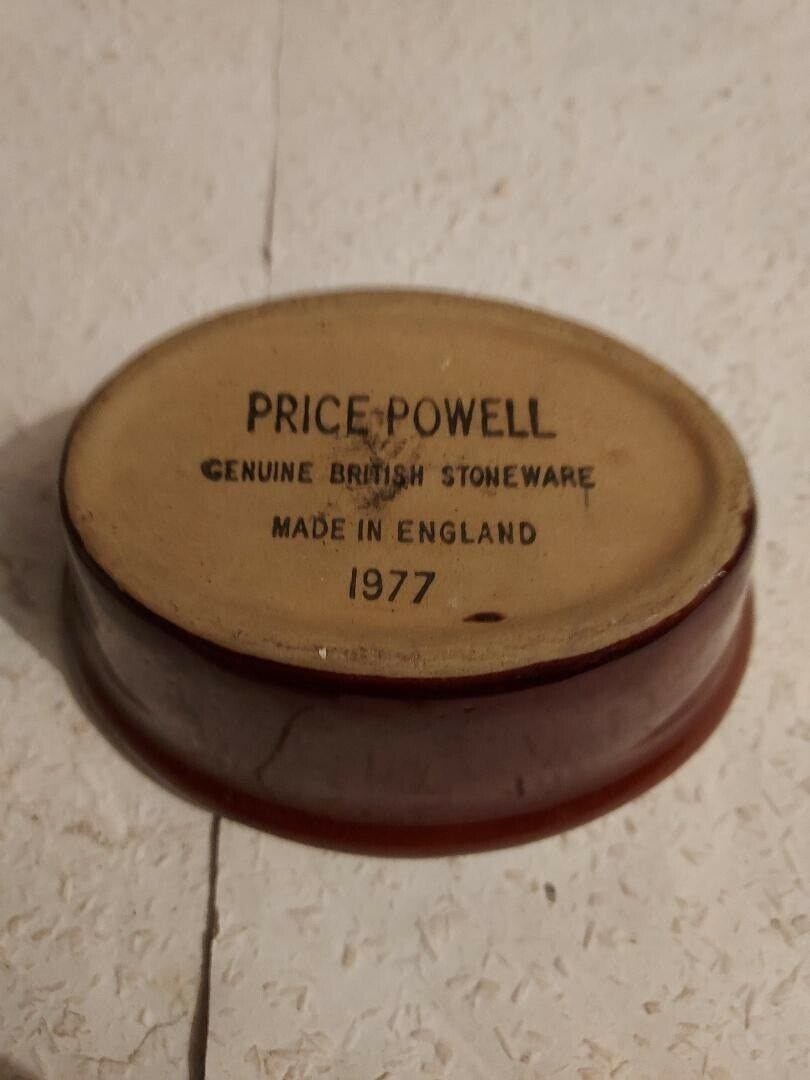 PRICE-POWELL
GENUINE BRITISH STONEWARE
MADE IN ENGLAND
1977